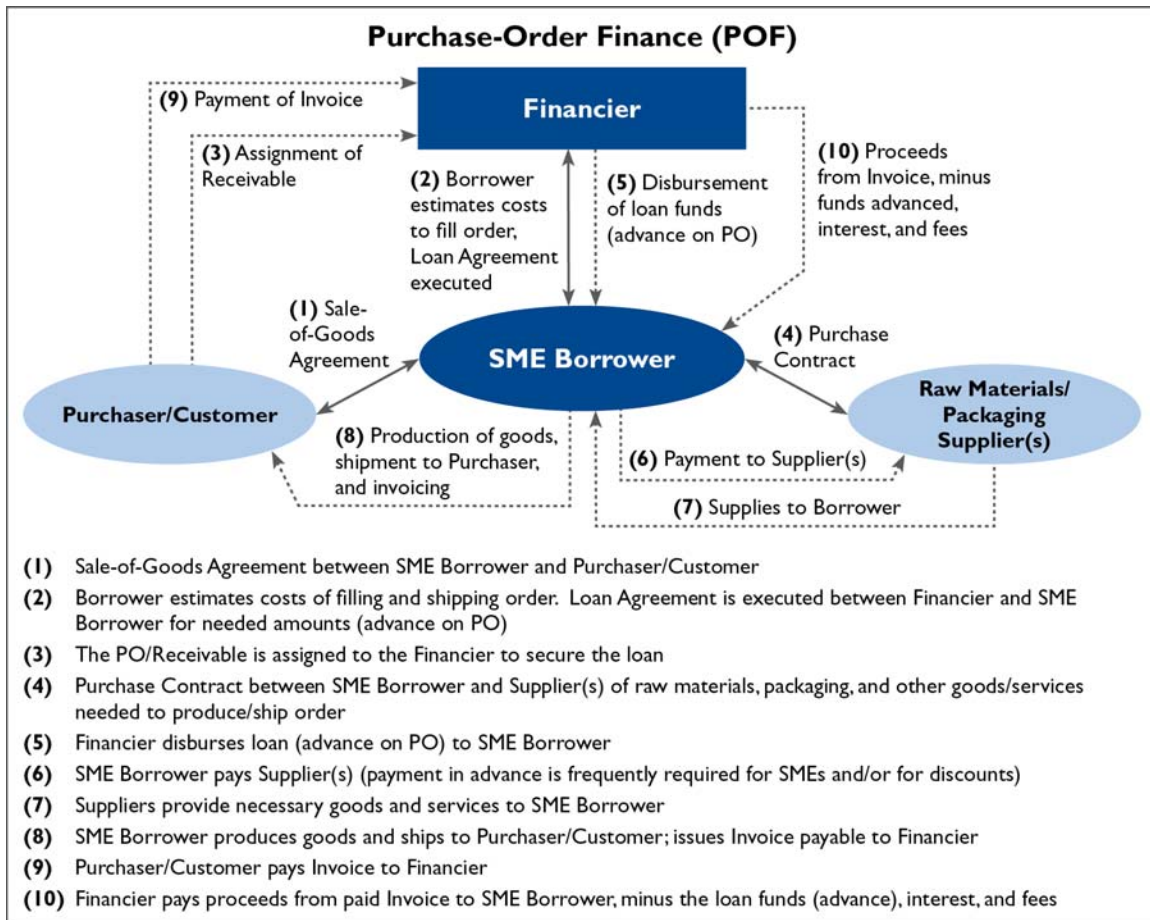 Purchase-Order Finance (POF)
(9) Payment of Invoice
Financier
(3) Assignment of
Receivable
(2) Borrower
estimates costs
to fill order,
Loan Agreement
executed
(5) Disbursement
of loan funds
(advance on PO)
(10) Proceeds
from Invoice, minus
funds advanced,
interest, and fees
(1) Sale-
of-Goods
Agreement
SME Borrower
(4) Purchase
Contract
Purchaser/Customer
Raw Materials/
Packaging
Supplier(s)
(8) Production of goods,
shipment to Purchaser,
and invoicing
(6) Payment to Supplier(s)
(7) Supplies to Borrower
(1) Sale-of-Goods Agreement between SME Borrower and Purchaser/Customer
(2) Borrower estimates costs of filling and shipping order. Loan Agreement is executed between Financier and SME
Borrower for needed amounts (advance on PO)
(3) The PO/Receivable is assigned to the Financier to secure the loan
(4) Purchase Contract between SME Borrower and Supplier(s) of raw materials, packaging, and other goods/services
needed to produce/ship order
(5) Financier disburses loan (advance on PO) to SME Borrower
(6) SME Borrower pays Supplier(s) (payment in advance is frequently required for SMEs and/or for discounts)
(7) Suppliers provide necessary goods and services to SME Borrower
(8) SME Borrower produces goods and ships to Purchaser/Customer; issues Invoice payable to Financier
(9) Purchaser/Customer pays Invoice to Financier
(10) Financier pays proceeds from paid Invoice to SME Borrower, minus the loan funds (advance), interest, and fees